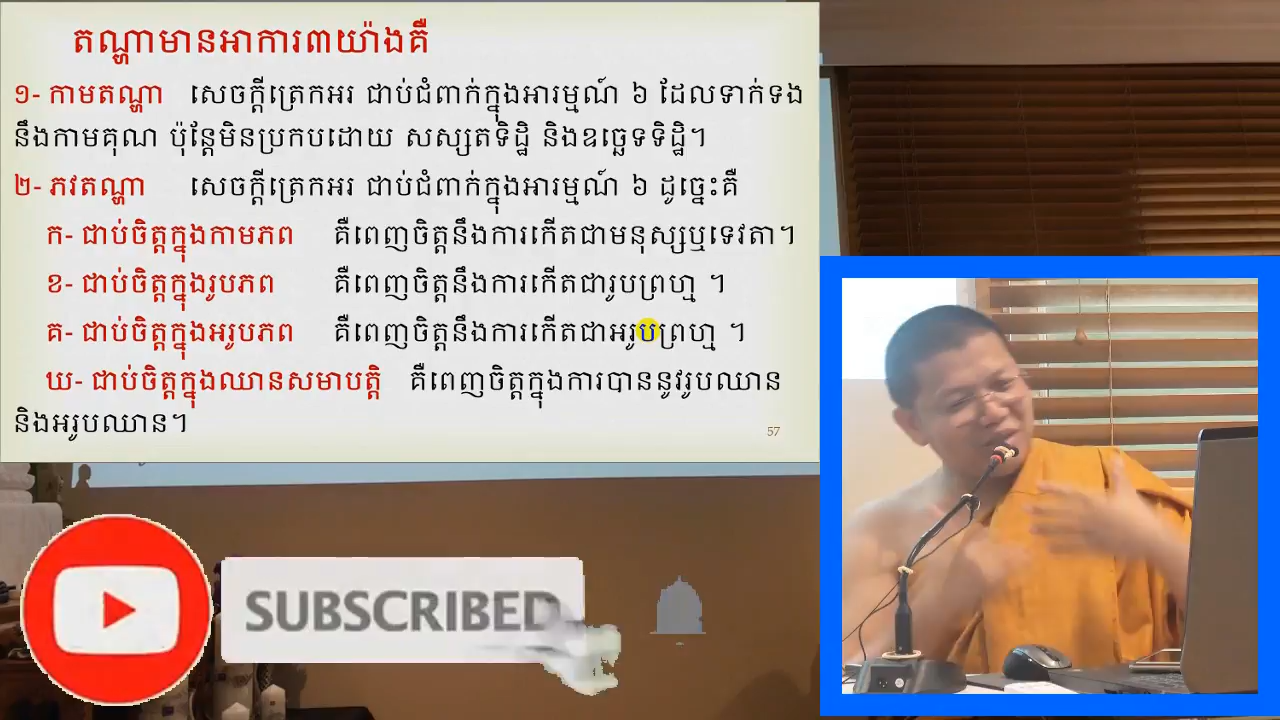 តណ្ហាមានអាការ៣យ៉ាងគឺ
១- កាមតណ្ហា សេចក្តីត្រេកអរ ជាប់ជំពាក់ក្នុងអារម្មណ៍ ៦ ដែលទាក់ទង
នឹងកាមគុណ ប៉ុន្តែមិនប្រកបដោយ សស្សតទិដ្ឋិ និងឧច្ឆេទទិដ្ឋិ។
២- ភវតណ្ហា សេចក្តីត្រេកអរ ជាប់ជំពាក់ក្នុងអារម្មណ៍ ៦ ដូច្នេះគឺ
ក- ជាប់ចិត្តក្នុងកាមភព គឺពេញចិត្តនឹងការកើតជាមនុស្សឬទេវតា។
ខ- ជាប់ចិត្តក្នុងរូបភព គឺពេញចិត្តនឹងការកើតជារូបព្រហ្ម ។
គ- ជាប់ចិត្តក្នុងអរូបភព គឺពេញចិត្តនឹងការកើតជាអរូបព្រហ្ម ។
ឃ- ជាប់ចិត្តក្នុងឈានសមាបត្តិ គឺពេញចិត្តក្នុងការបាននូវរូបឈាន
និងអរូបឈាន។
57
SUBSCRIBED